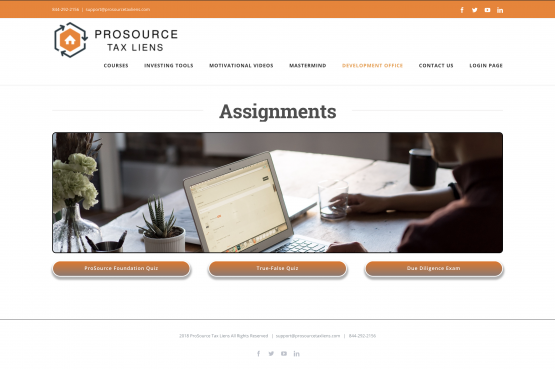 844-292-2156 | support@prosourcetaxliens.com
PROSOURCE
TAX LIENS
COURSES INVESTING TOOLS MOTIVATIONAL VIDEOS MASTERMIND DEVELOPMENT OFFICE CONTACT US LOGIN PAGE
Assignments
ProSource Foundation Quiz True-False Quiz Due Diligence Exam
2018 ProSource Tax Liens All Rights Reserved | support@prosourcetaxliens.com | 844-292-2156